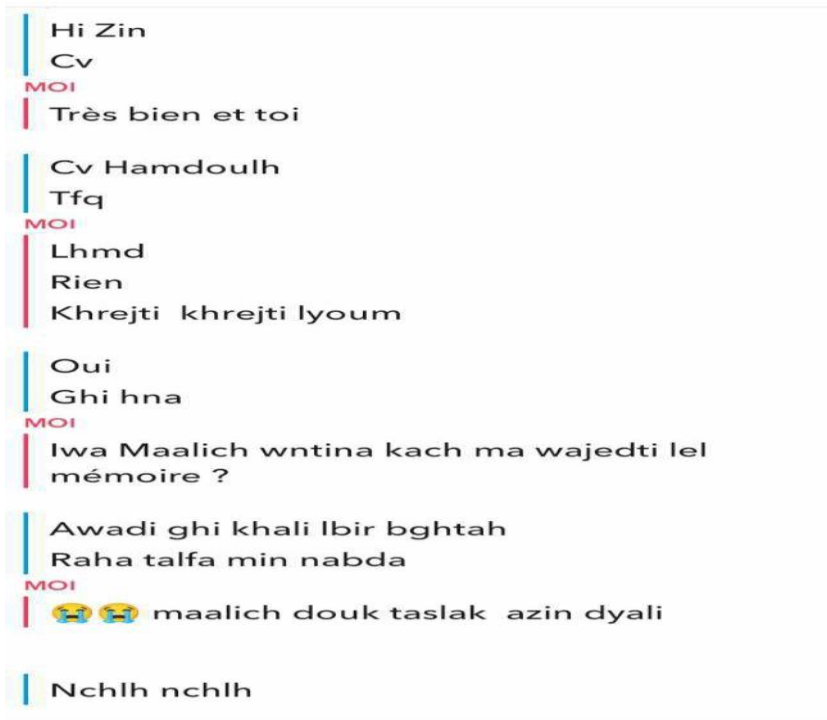 Hi Zin
Cv
MOI
Très bien et toi
Cv Hamdoulh
Tfq
MOI
Lhmd
Rien
Khrejti khrejti lyoum
Oui
Ghi hna
MOI
Iwa Maalich wntina kach ma wajedti lel
mémoire ?
Awadi ghi khali lbir bghtah
Raha talfa min nabda
MOI
😭😭 maalich douk taslak azin dyali
Nchlh nchlh